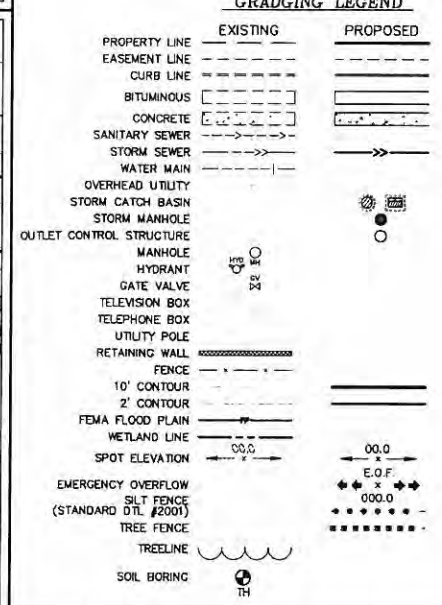 GRADGING LEGEND
EXISTING PROPOSED
PROPERTY LINE
EASEMENT LINE
CURB LINE
BITUMINOUS
CONCRETE
SANITARY SEWER
STORM SEWER
WATER MAIN
OVERHEAD UTILITY
STORM CATCH BASIN
STORM MANHOLE
OUTLET CONTROL STRUCTURE
MANHOLE MH
HYDRANT HYD
GATE VALVE GV
TELEVISION BOX
TELEPHONE BOX
UTILITY POLE
RETAINING WALL
FENCE
10' CONTOUR
2' CONTOUR
FEMA FLOOD PLAIN
WETLAND LINE
SPOT ELEVATION 00.0 x 00.0 x
EMERGENCY OVERFLOW E.O.F. x 000.0
SILT FENCE
(STANDARD DTL #2001)
TREE FENCE
TREELINE
SOIL BORING TH